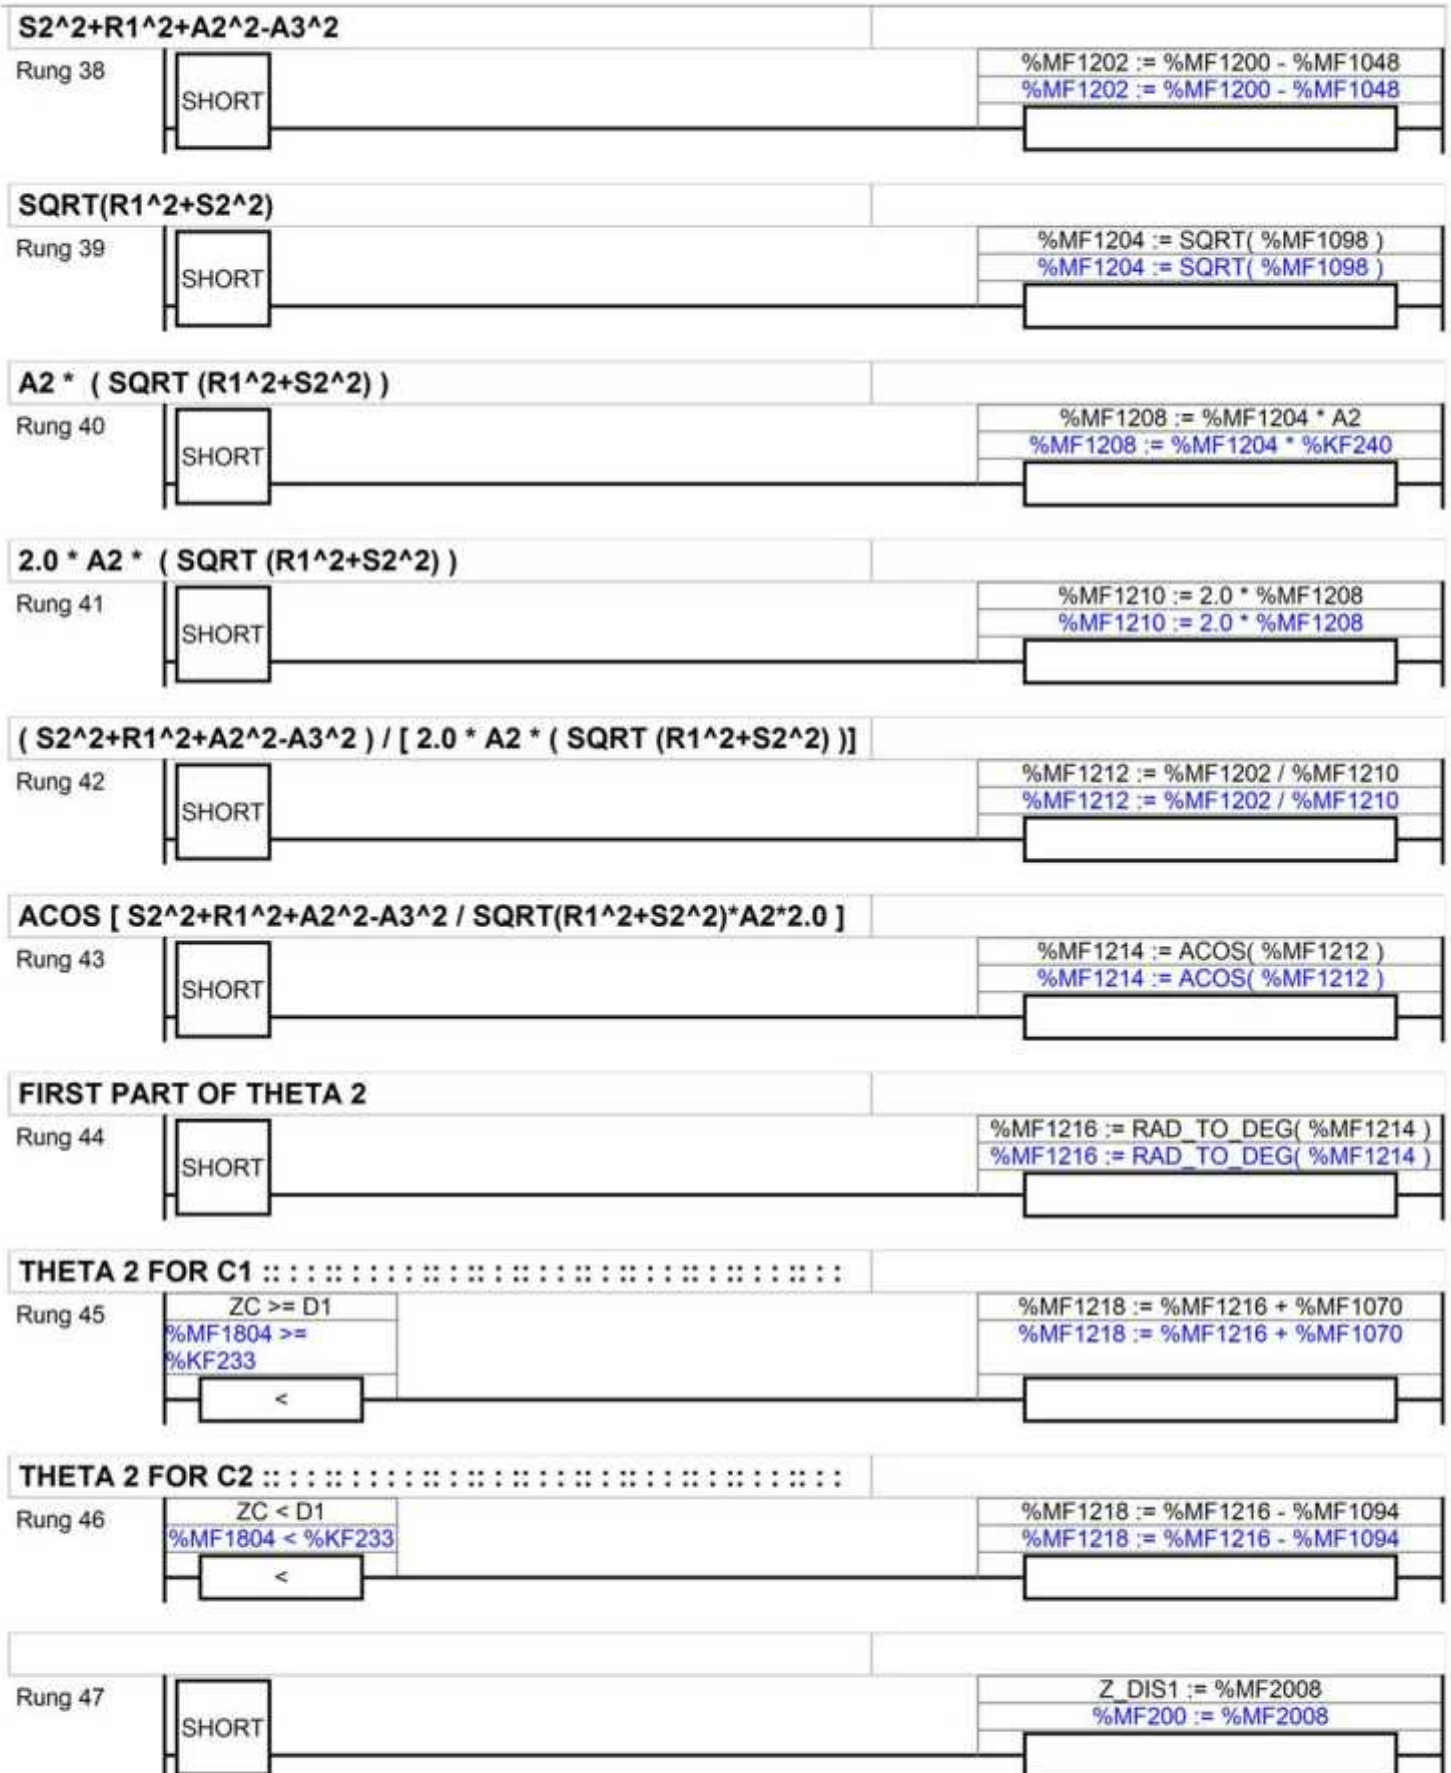 S2^2+R1^2+A2^2-A3^2
Rung 38
SHORT
%MF1202 := %MF1200 - %MF1048
%MF1202 := %MF1200 - %MF1048
SQRT(R1^2+S2^2)
Rung 39
SHORT
%MF1204 := SQRT( %MF1098 )
%MF1204 := SQRT( %MF1098 )
A2 * ( SQRT (R1^2+S2^2) )
Rung 40
SHORT
%MF1208 := %MF1204 * A2
%MF1208 := %MF1204 * %KF240
2.0 * A2 * ( SQRT (R1^2+S2^2) )
Rung 41
SHORT
%MF1210 := 2.0 * %MF1208
%MF1210 := 2.0 * %MF1208
( S2^2+R1^2+A2^2-A3^2 ) / [ 2.0 * A2 * ( SQRT (R1^2+S2^2) )]
Rung 42
SHORT
%MF1212 := %MF1202 / %MF1210
%MF1212 := %MF1202 / %MF1210
ACOS [ S2^2+R1^2+A2^2-A3^2 / SQRT(R1^2+S2^2)*A2*2.0 ]
Rung 43
SHORT
%MF1214 := ACOS( %MF1212 )
%MF1214 := ACOS( %MF1212 )
FIRST PART OF THETA 2
Rung 44
SHORT
%MF1216 := RAD_TO_DEG( %MF1214 )
%MF1216 := RAD_TO_DEG( %MF1214 )
THETA 2 FOR C1 :: : : : :: : : : : :: : :: : :: : : :: : :: : : :: : :: : : :: : :
Rung 45
ZC >= D1
%MF1804 >=
%KF233
<
%MF1218 := %MF1216 + %MF1070
%MF1218 := %MF1216 + %MF1070
THETA 2 FOR C2 :: : : : :: : : : : :: : :: : :: : : :: : :: : : :: : :: : : :: : :
Rung 46
ZC < D1
%MF1804 < %KF233
<
%MF1218 := %MF1216 - %MF1094
%MF1218 := %MF1216 - %MF1094
Rung 47
SHORT
Z_DIS1 := %MF2008
%MF200 := %MF2008